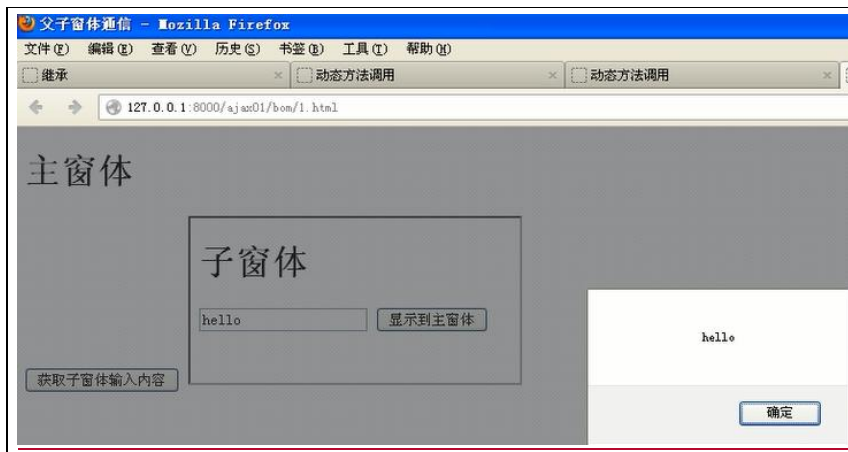 父子窗体通信 - Mozilla Firefox
文件(F) 编辑(E) 查看(V) 历史(S) 书签(B) 工具(T) 帮助(H)
继承 动态方法调用 动态方法调用
127.0.0.1:8000/ajax01/bom/1.html
主窗体
子窗体
hello 显示到主窗体
hello
获取子窗体输入内容
确定